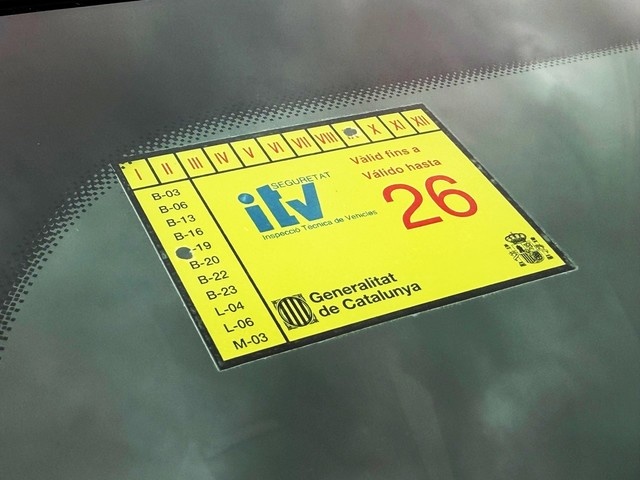 I II III IV V VI VII VIII X XI XII
B-03
B-06
B-13
B-16
-19
B-20
B-22
B-23
L-04
L-06
M-03
SEGURETAT
itv
Inspecció Tècnica de Vehicles
Vàlid fins a
Válido hasta
26
Generalitat
de Catalunya